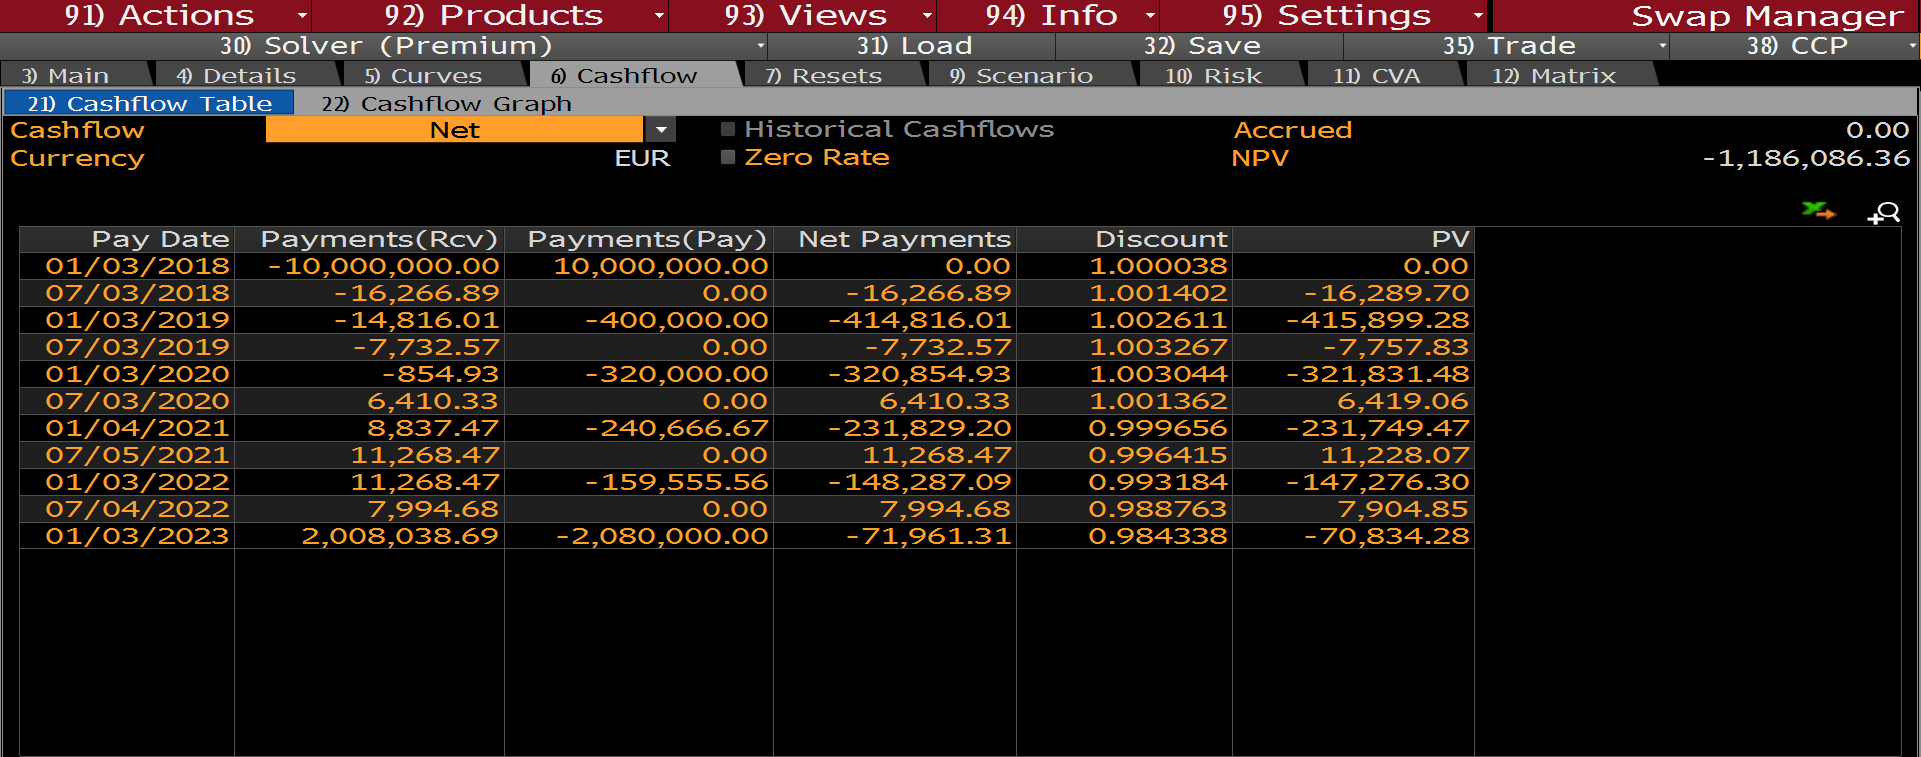 91) Actions 92) Products 93) Views 94) Info 95) Settings Swap Manager
30) Solver (Premium) 31) Load 32) Save 35) Trade 38) CCP
3) Main 4) Details 5) Curves 6) Cashflow 7) Resets 9) Scenario 10) Risk 11) CVA 12) Matrix
21) Cashflow Table 22) Cashflow Graph
Cashflow Net Historical Cashflows Accrued 0.00
Currency EUR Zero Rate NPV -1,186,086.36
Pay Date Payments(Rcv) Payments(Pay) Net Payments Discount PV
01/03/2018 -10,000,000.00 10,000,000.00 0.00 1.000038 0.00
07/03/2018 -16,266.89 0.00 -16,266.89 1.001402 -16,289.70
01/03/2019 -14,816.01 -400,000.00 -414,816.01 1.002611 -415,899.28
07/03/2019 -7,732.57 0.00 -7,732.57 1.003267 -7,757.83
01/03/2020 -854.93 -320,000.00 -320,854.93 1.003044 -321,831.48
07/03/2020 6,410.33 0.00 6,410.33 1.001362 6,419.06
01/04/2021 8,837.47 -240,666.67 -231,829.20 0.999656 -231,749.47
07/05/2021 11,268.47 0.00 11,268.47 0.996415 11,228.07
01/03/2022 11,268.47 -159,555.56 -148,287.09 0.993184 -147,276.30
07/04/2022 7,994.68 0.00 7,994.68 0.988763 7,904.85
01/03/2023 2,008,038.69 -2,080,000.00 -71,961.31 0.984338 -70,834.28